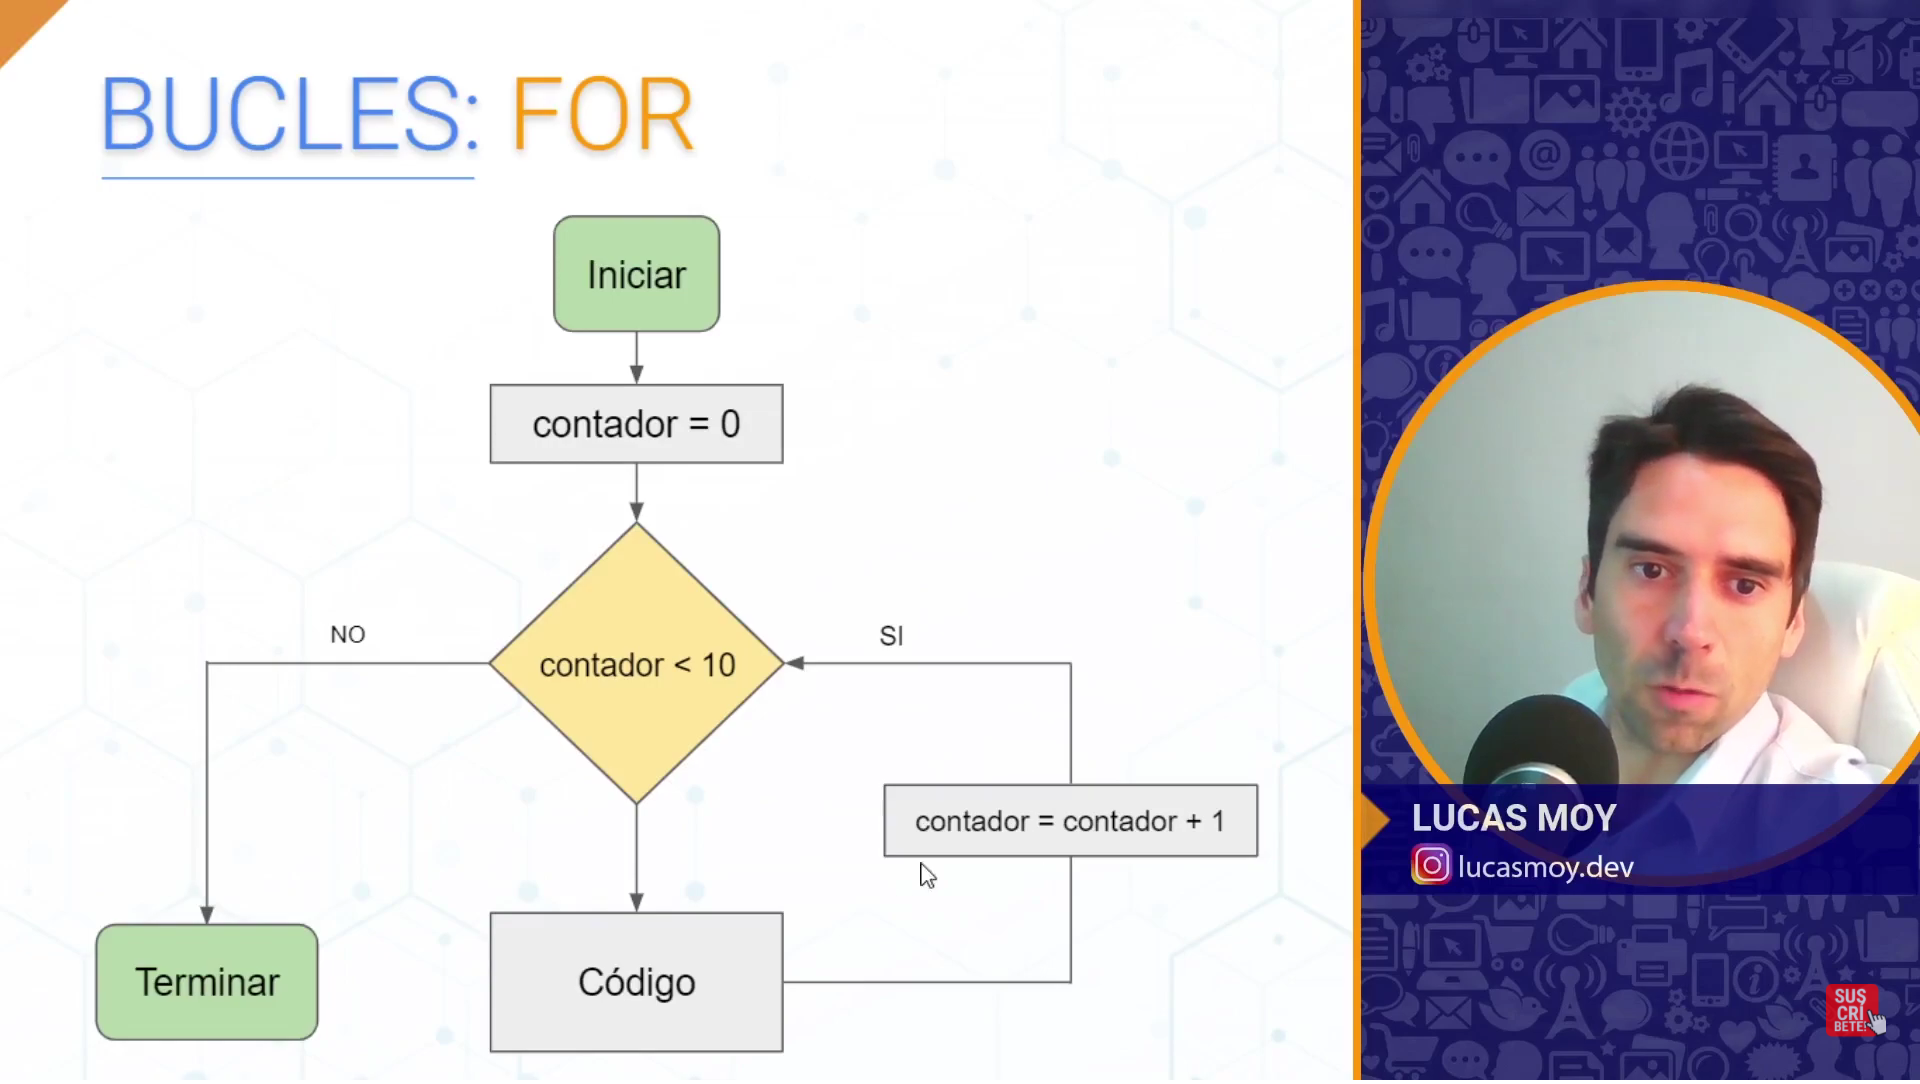 BUCLES: FOR
Iniciar
contador = 0
NO
contador < 10
SI
contador = contador + 1
Terminar
Código
LUCAS MOY
lucasmoy.dev
SUS
CRÍ
BETE!